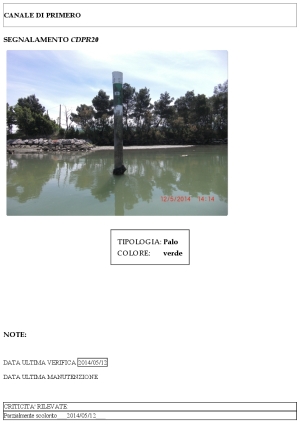 CANALE DI PRIMERO
SEGNALAMENTO CDPR20
12/5/2014 14:14
TIPOLOGIA: Palo
COLORE: verde
NOTE:
DATA ULTIMA VERIFICA 2014/05/12
DATA ULTIMA MANUTENZIONE
CRITICITA' RILEVATE
Parzialmente scolorito 2014/05/12